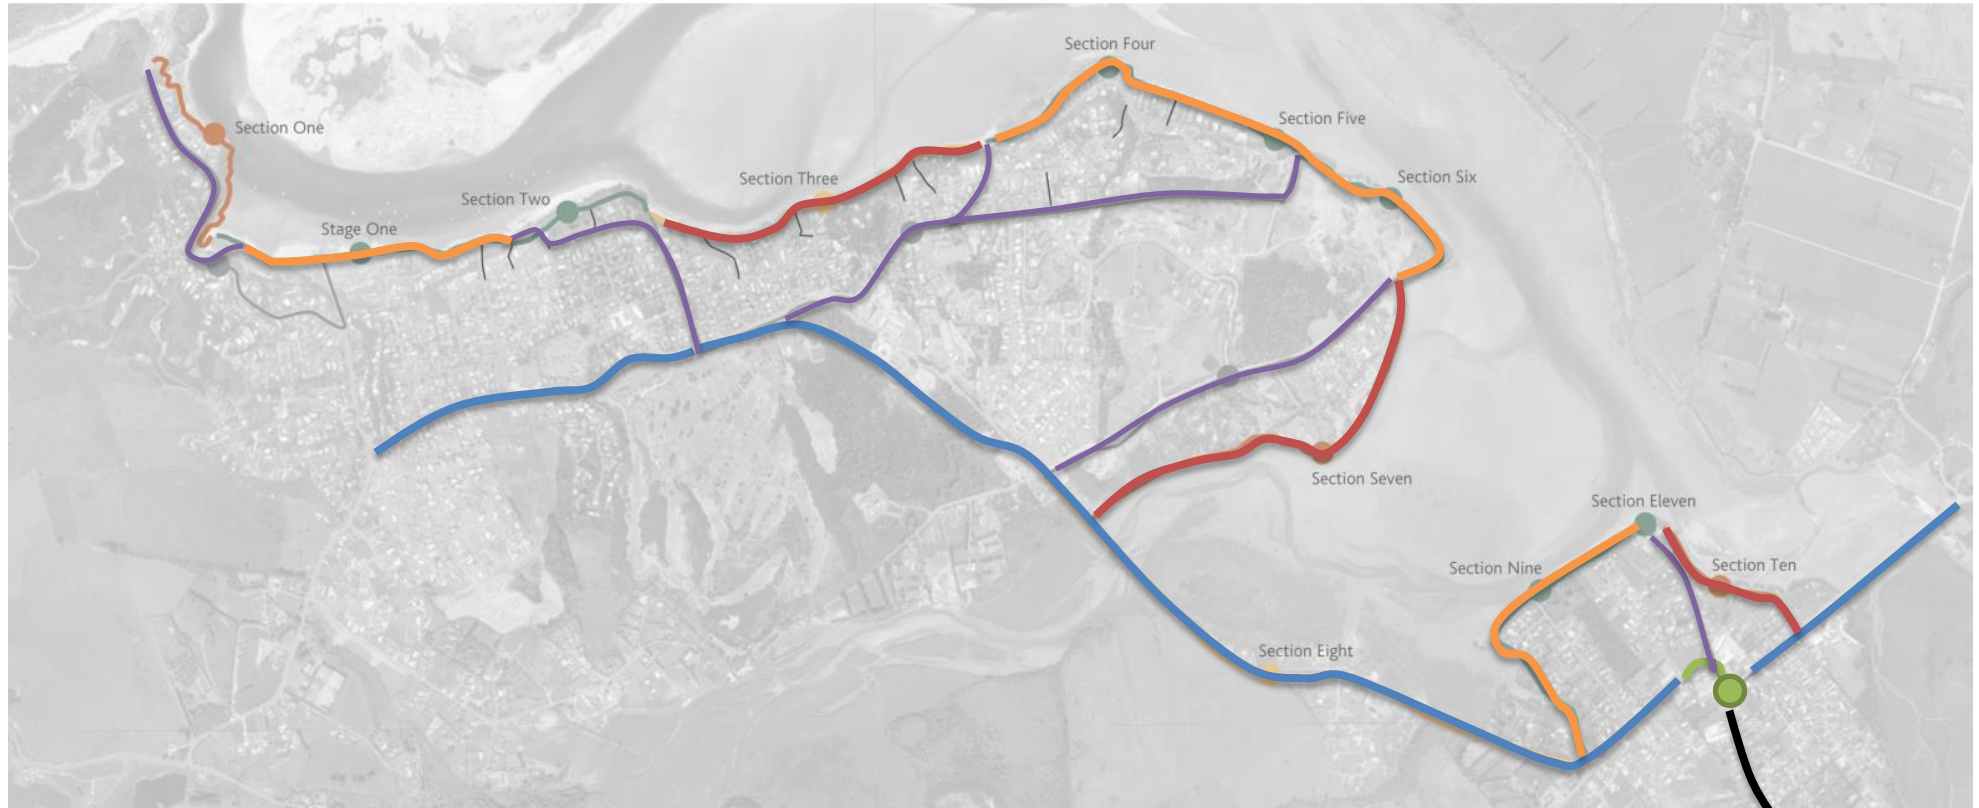 Section Four
Section Five
Section One
Section Six
Section Three
Section Two
Stage One
Section Seven
Section Eleven
Section Nine
Section Ten
Section Eight